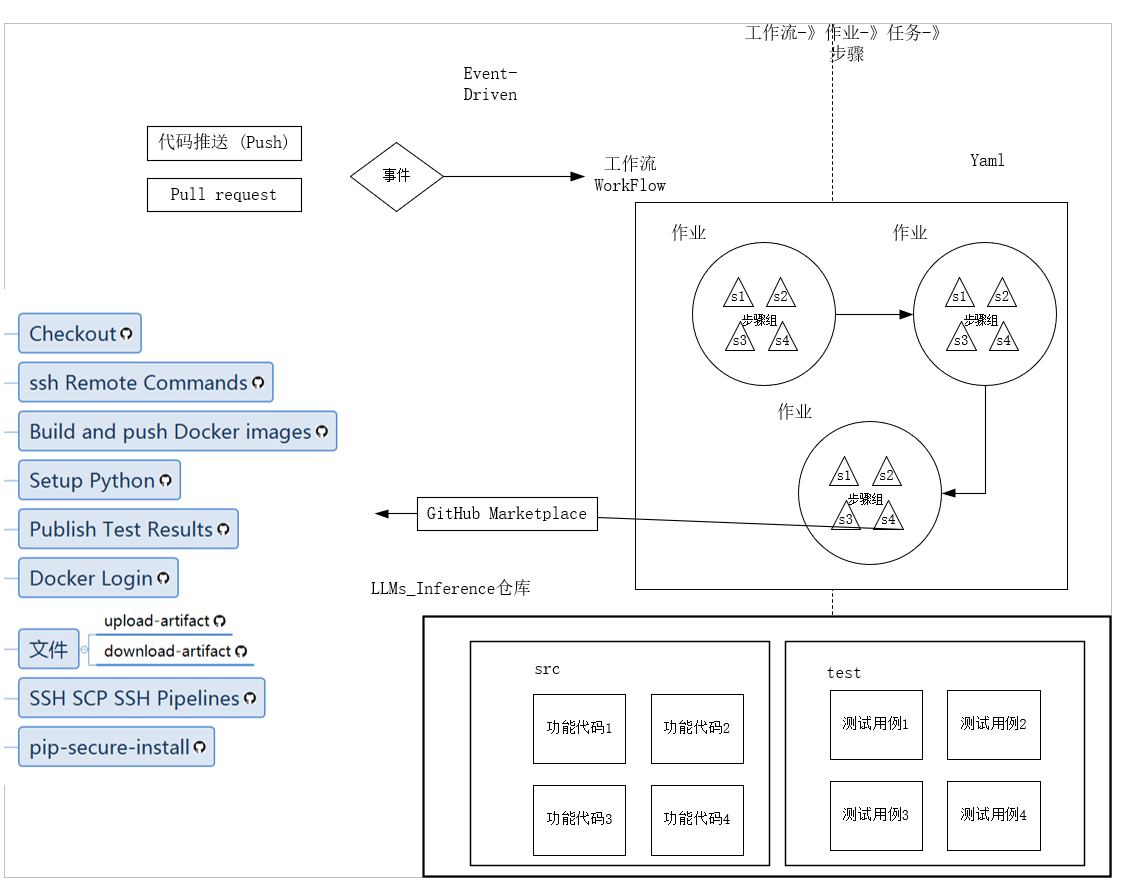 工作流-》作业-》任务-》
步骤
Event-
Driven
代码推送 (Push)
Pull request
事件
工作流
WorkFlow
Yaml
作业
s1
s2
步骤组
s3
s4
作业
s1
s2
步骤组
s3
s4
作业
s1
s2
步骤组
s3
s4
GitHub Marketplace
Checkout
ssh Remote Commands
Build and push Docker images
Setup Python
Publish Test Results
Docker Login
文件
upload-artifact
download-artifact
SSH SCP SSH Pipelines
pip-secure-install
LLMs_Inference仓库
src
功能代码1
功能代码2
功能代码3
功能代码4
test
测试用例1
测试用例2
测试用例3
测试用例4